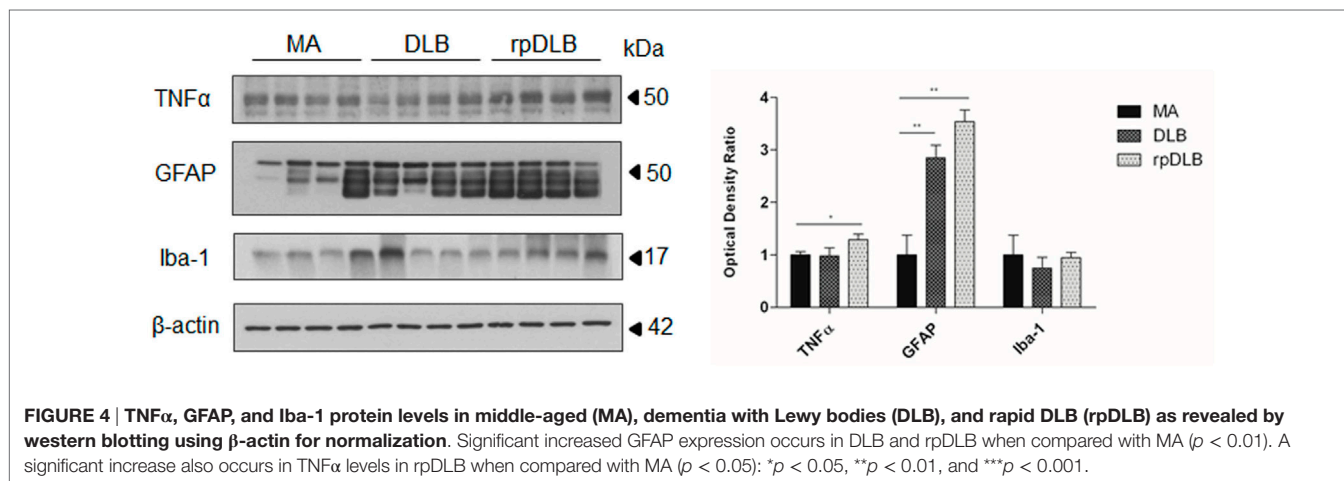 MA DLB rpDLB kDa
TNFα ◄50
GFAP ◄50
Iba-1 ◄17
β-actin ◄42
Optical Density Ratio
4
3
2
1
0
* ** **
TNFα GFAP Iba-1
MA
DLB
rpDLB
FIGURE 4 | TNFα, GFAP, and Iba-1 protein levels in middle-aged (MA), dementia with Lewy bodies (DLB), and rapid DLB (rpDLB) as revealed by
western blotting using β-actin for normalization. Significant increased GFAP expression occurs in DLB and rpDLB when compared with MA (p < 0.01). A
significant increase also occurs in TNFα levels in rpDLB when compared with MA (p < 0.05): *p < 0.05, **p < 0.01, and ***p < 0.001.